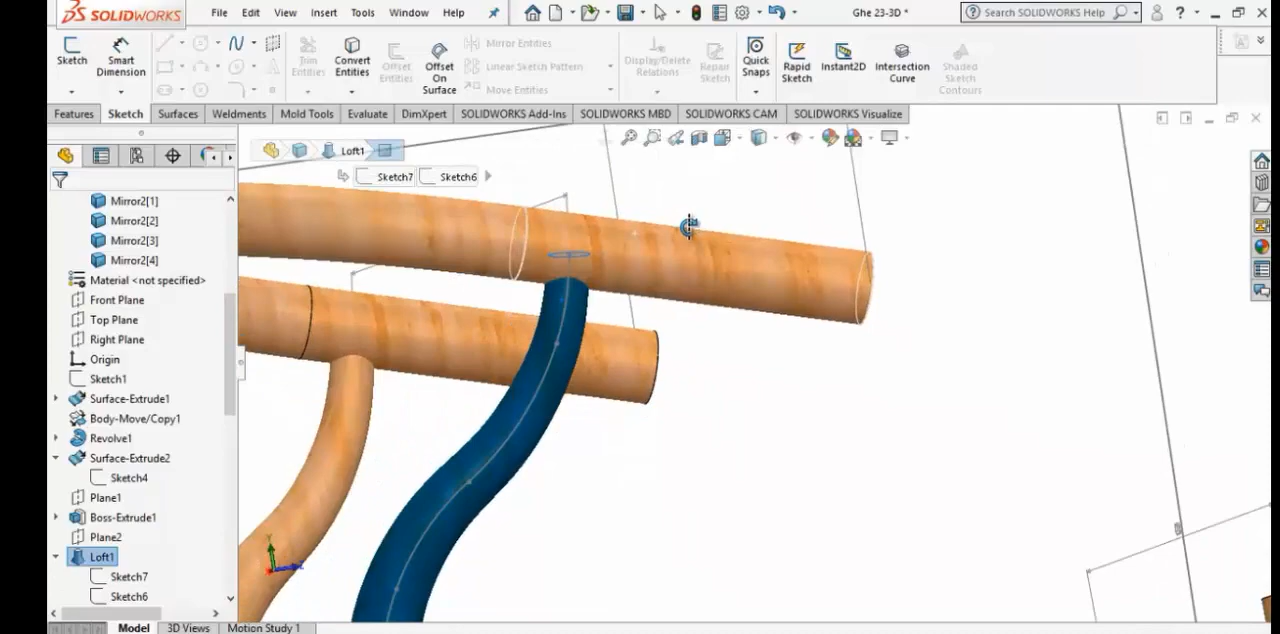 SOLIDWORKS
File Edit View Insert Tools Window Help
Ghe 23-3D *
Search SOLIDWORKS Help
?
Sketch
Smart Dimension
Trim Entities
Convert Entities
Offset Entities
Offset On Surface
Mirror Entities
Linear Sketch Pattern
Move Entities
Display/Delete Relations
Repair Sketch
Quick Snaps
Rapid Sketch
Instant2D
Intersection Curve
Shaded Sketch Contours
Features Sketch Surfaces Weldments Mold Tools Evaluate DimXpert SOLIDWORKS Add-Ins SOLIDWORKS MBD SOLIDWORKS CAM SOLIDWORKS Visualize
Loft1
Sketch7 Sketch6
Mirror2[1]
Mirror2[2]
Mirror2[3]
Mirror2[4]
Material <not specified>
Front Plane
Top Plane
Right Plane
Origin
Sketch1
Surface-Extrude1
Body-Move/Copy1
Revolve1
Surface-Extrude2
Sketch4
Plane1
Boss-Extrude1
Plane2
Loft1
Sketch7
Sketch6
Model 3D Views Motion Study 1